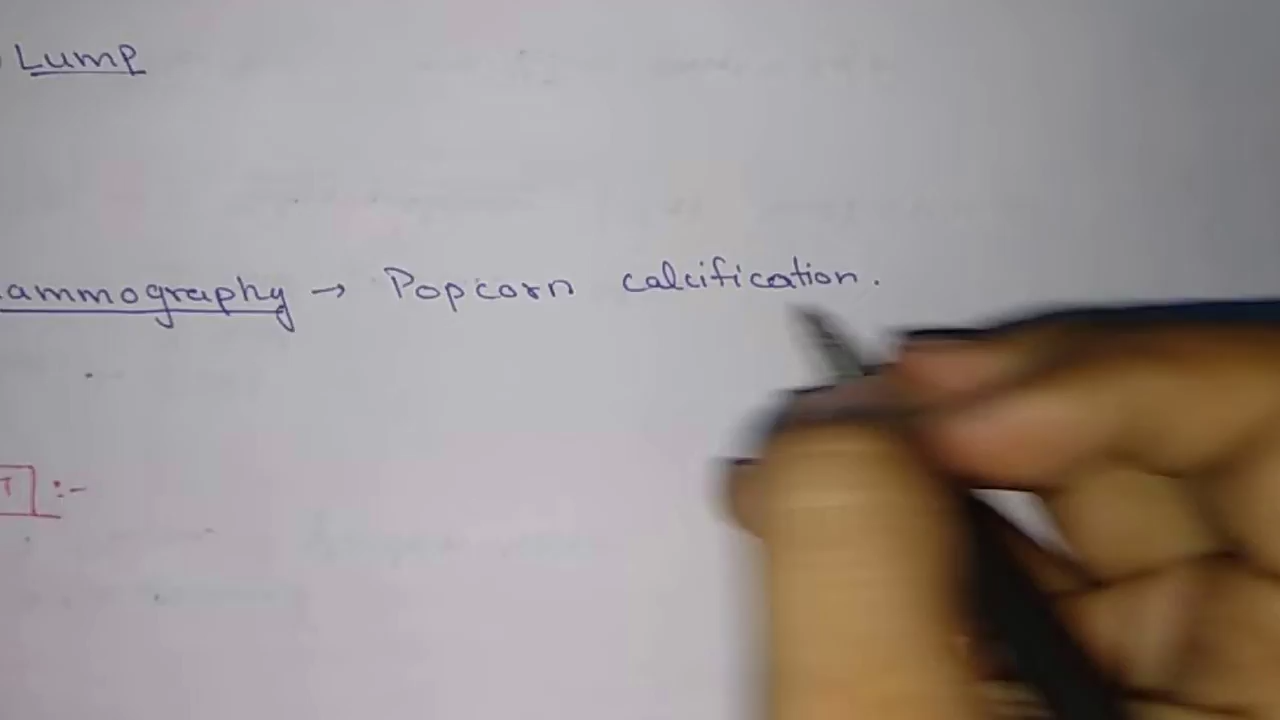 Lump
ammography → Popcorn calcification.
T :-